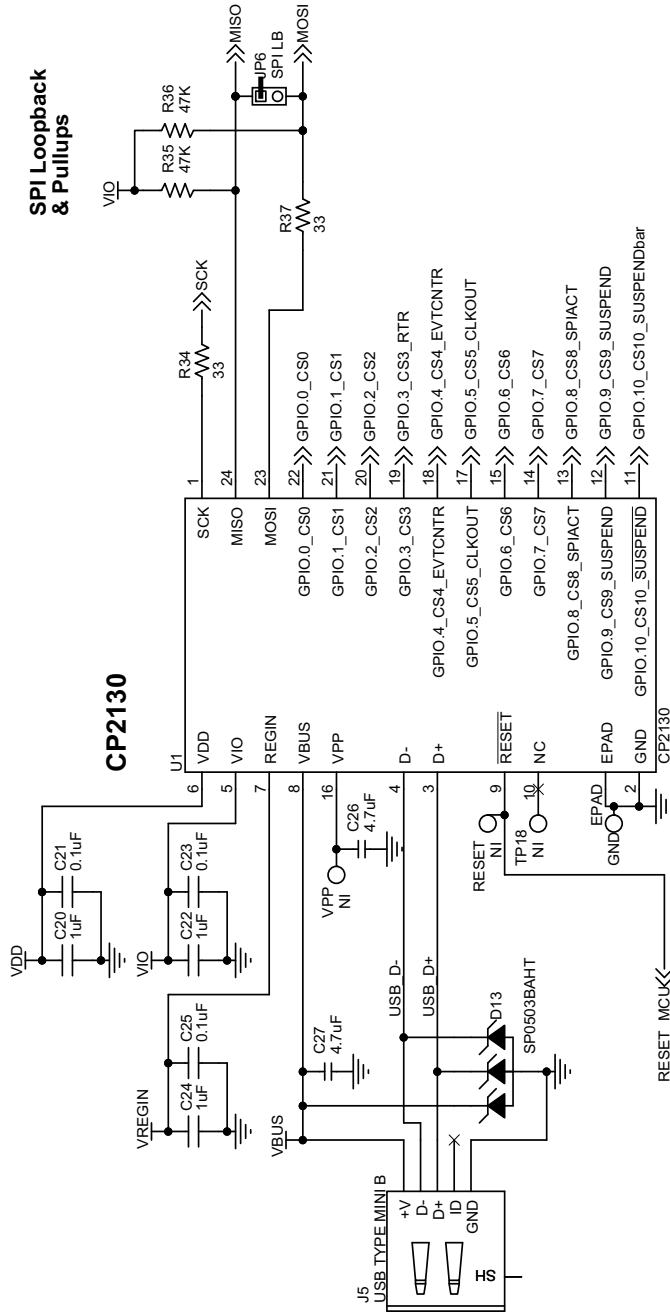 SPI Loopback
& Pullups
VIO
R35
47K
R36
47K
MISO
JP6
SPI LB
MOSI
R34
33
SCK
R37
33
CP2130
U1
VDD
C20
1uF
C21
0.1uF
VIO
C22
1uF
C23
0.1uF
VREGIN
C24
1uF
C25
0.1uF
VBUS
C27
4.7uF
VPP
NI
C26
4.7uF
USB_D-
USB_D+
D13
SP0503BAHT
J5
USB TYPE MINI B
+V
D-
D+
ID
GND
SH
RESET
NI
TP18
NI
EPAD
GND
RESET_MCU
6 VDD
5 VIO
7 REGIN
8 VBUS
16 VPP
4 D-
3 D+
9 RESET
10 NC
EPAD
2 GND
CP2130
SCK 1
MISO 24
MOSI 23
GPIO.0_CS0 22 GPIO.0_CS0
GPIO.1_CS1 21 GPIO.1_CS1
GPIO.2_CS2 20 GPIO.2_CS2
GPIO.3_CS3 19 GPIO.3_CS3_RTR
GPIO.4_CS4_EVTCNTR 18 GPIO.4_CS4_EVTCNTR
GPIO.5_CS5_CLKOUT 17 GPIO.5_CS5_CLKOUT
GPIO.6_CS6 15 GPIO.6_CS6
GPIO.7_CS7 14 GPIO.7_CS7
GPIO.8_CS8_SPIACT 13 GPIO.8_CS8_SPIACT
GPIO.9_CS9_SUSPEND 12 GPIO.9_CS9_SUSPEND
GPIO.10_CS10_SUSPEND 11 GPIO.10_CS10_SUSPENDbar